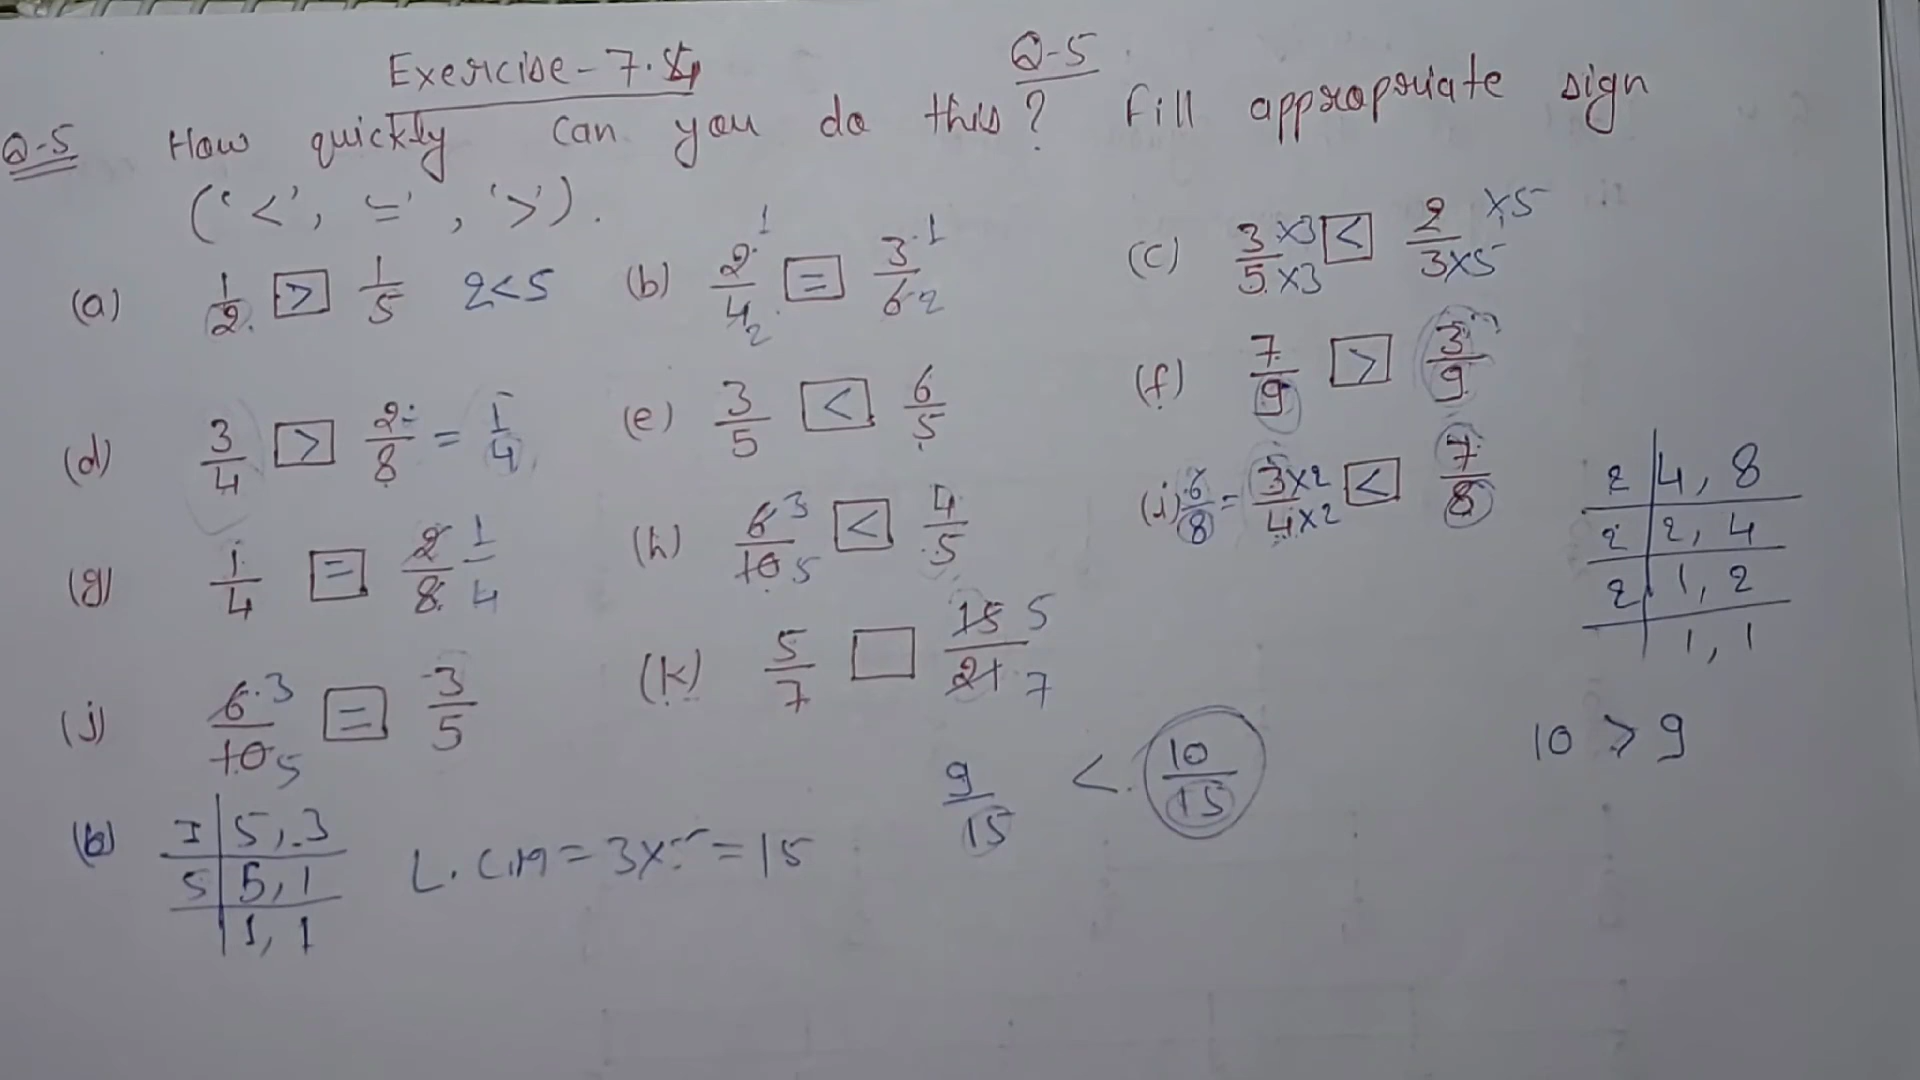 Exercise-7.4
Q-5
Q-5 How quickly can you do this? Fill appropriate sign
('<', '=', '>').
(a) 1/2 > 1/5 2<5 (b) 2/4 1/2 = 3/6 1/2 (c) 3×3/5×3 < 2×5/3×5
(d) 3/4 > 2/8 = 1/4 (e) 3/5 < 6/5 (f) 7/9 > 3/9
(g) 1/4 = 2/8 1/4 (h) 6/10 3/5 < 4/5 (i) 6/8 = 3×2/4×2 < 7/8
(j) 6/10 3/5 = 3/5 (k) 5/7 □ 15/21 5/7
2 | 4, 8
2 | 2, 4
2 | 1, 2
1, 1
9/15 < 10/15 10 > 9
3 | 5, 3 L.C.M = 3×5 = 15
5 | 5, 1
1, 1